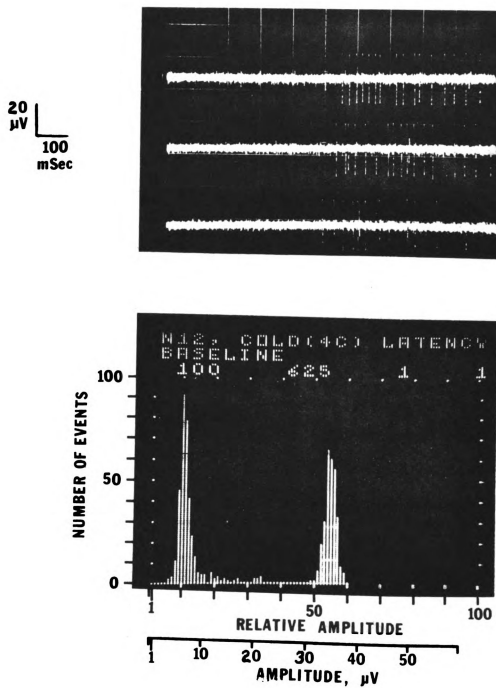 20
µV
100
mSec
N12, COLD(4C) LATENCY
BASELINE
100 625 1 1
NUMBER OF EVENTS
100
50
0
1 50 100
RELATIVE AMPLITUDE
1 10 20 30 40 50
AMPLITUDE, µV